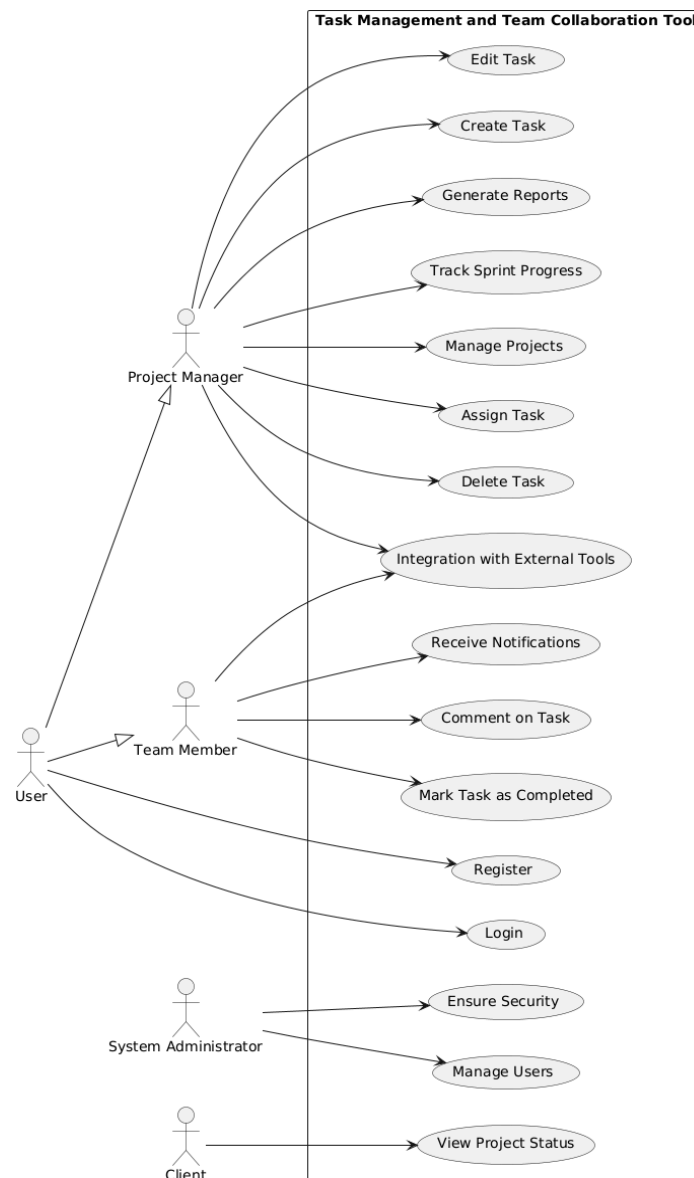 Task Management and Team Collaboration Tool
Edit Task
Create Task
Generate Reports
Track Sprint Progress
Manage Projects
Project Manager
Assign Task
Delete Task
Integration with External Tools
Receive Notifications
Comment on Task
Team Member
User
Mark Task as Completed
Register
Login
Ensure Security
System Administrator
Manage Users
View Project Status
Client